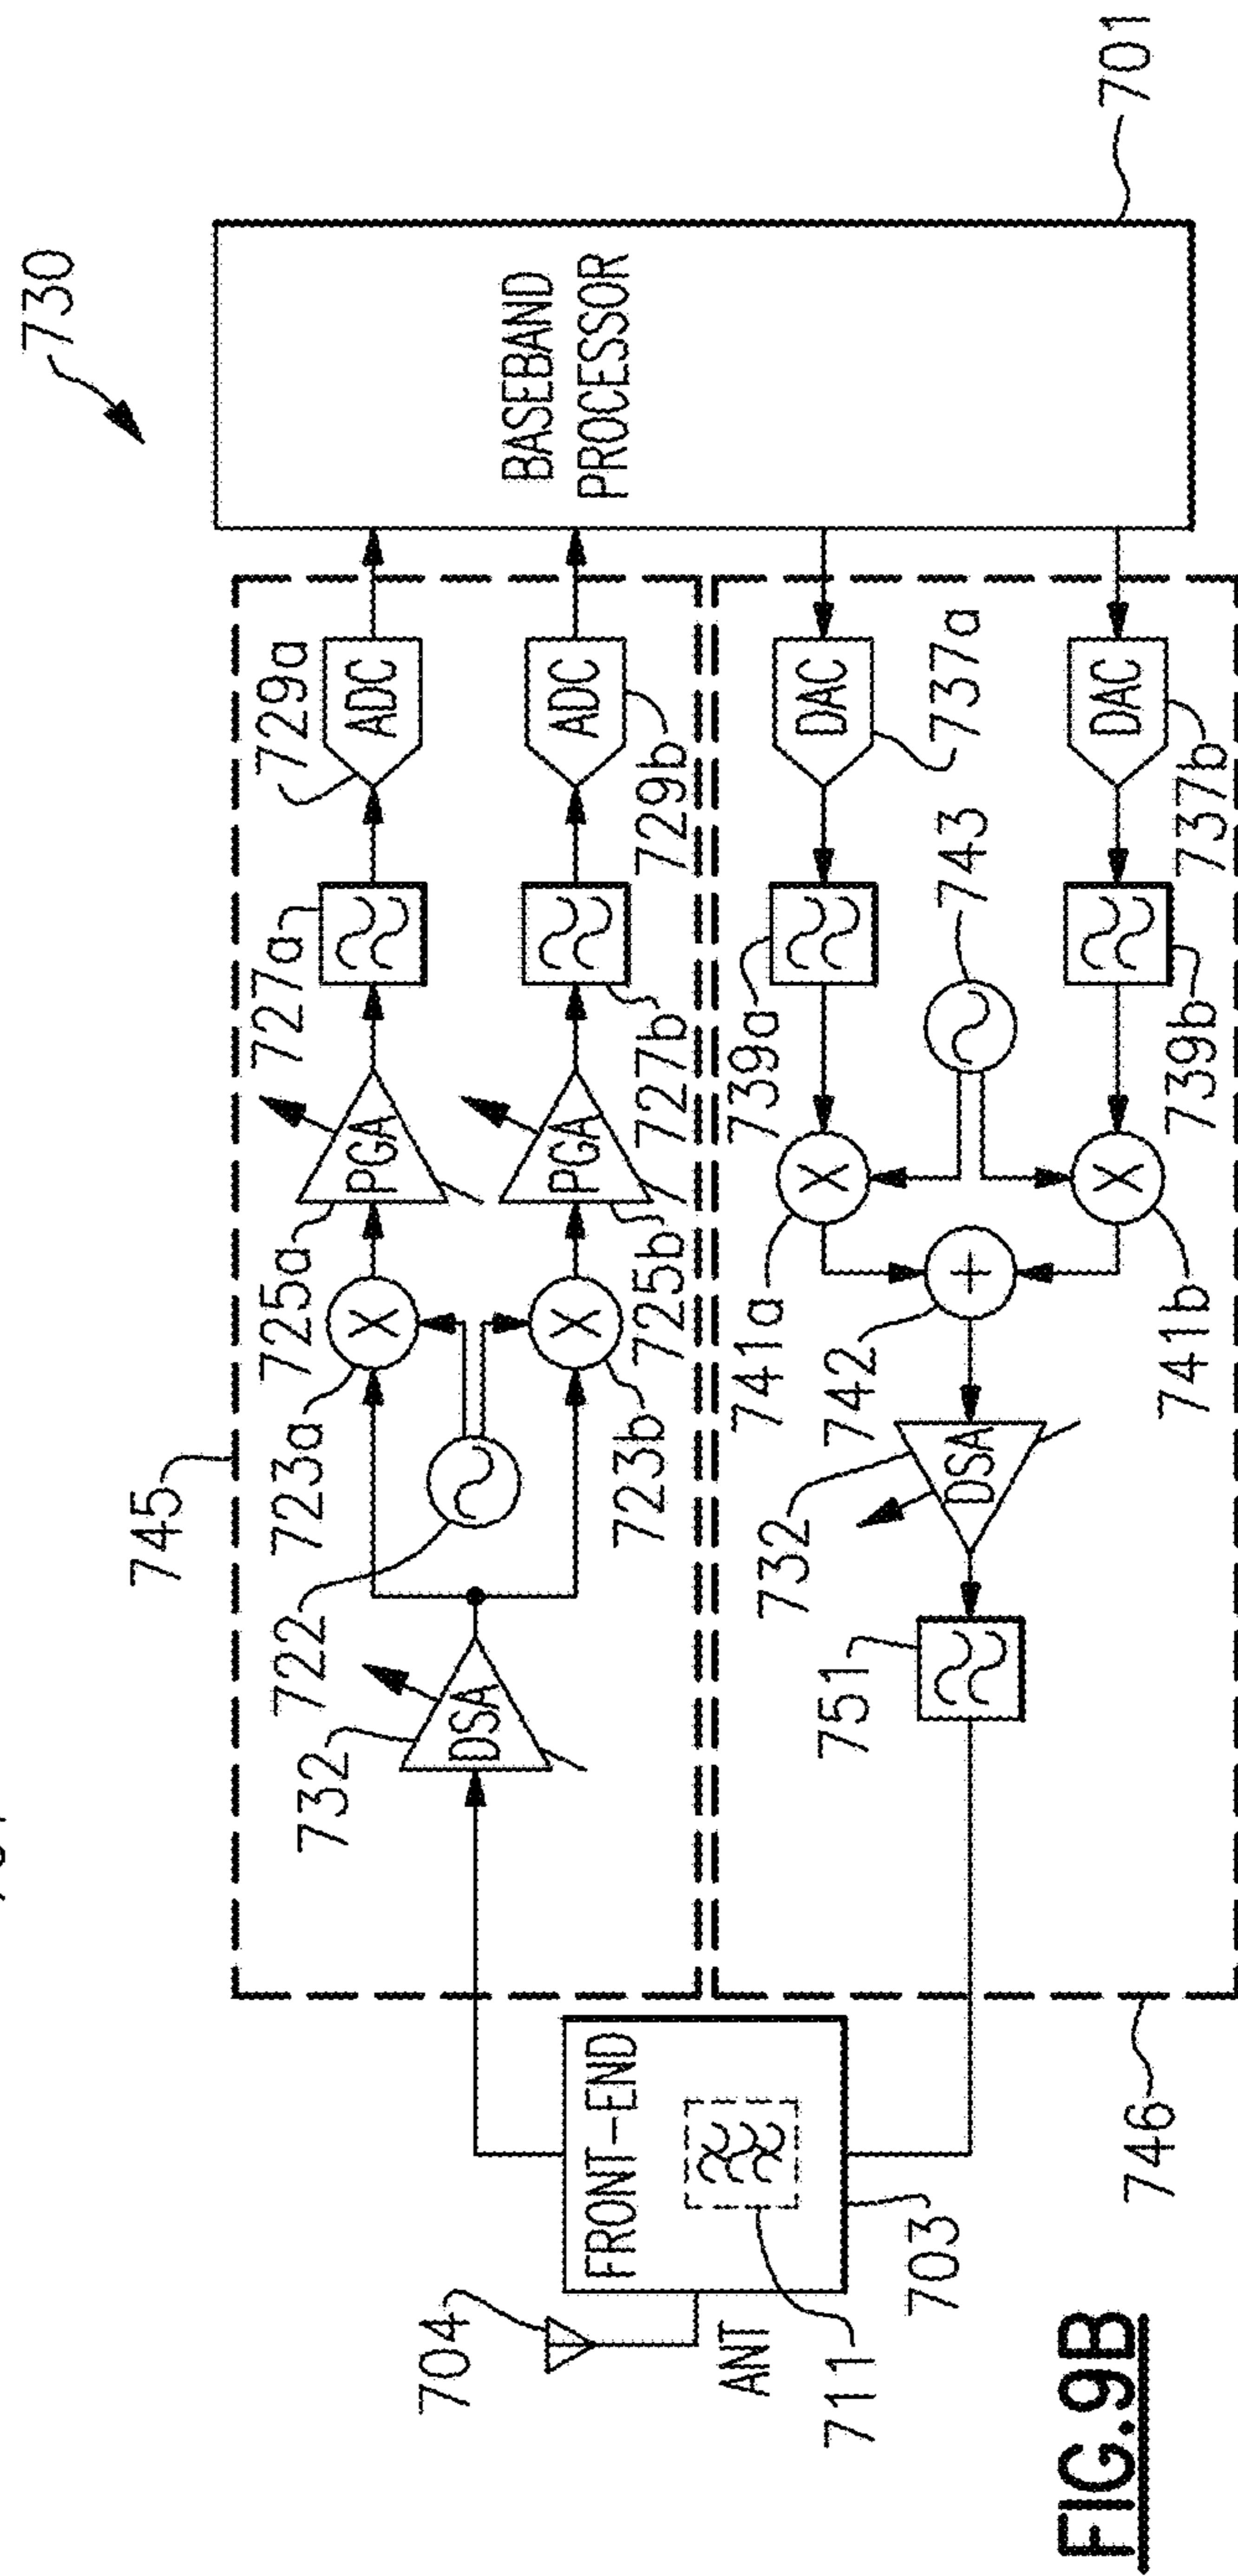 730
745
732
DSA
722
723a
X
723b
X
725a
PGA
725b
PGA
727a
727b
729a
ADC
729b
ADC
BASEBAND
PROCESSOR
701
704
ANT
FRONT-END
711
703
746
751
732
DSA
742
+
741a
X
741b
X
743
739a
739b
DAC
737a
DAC
737b
FIG.9B